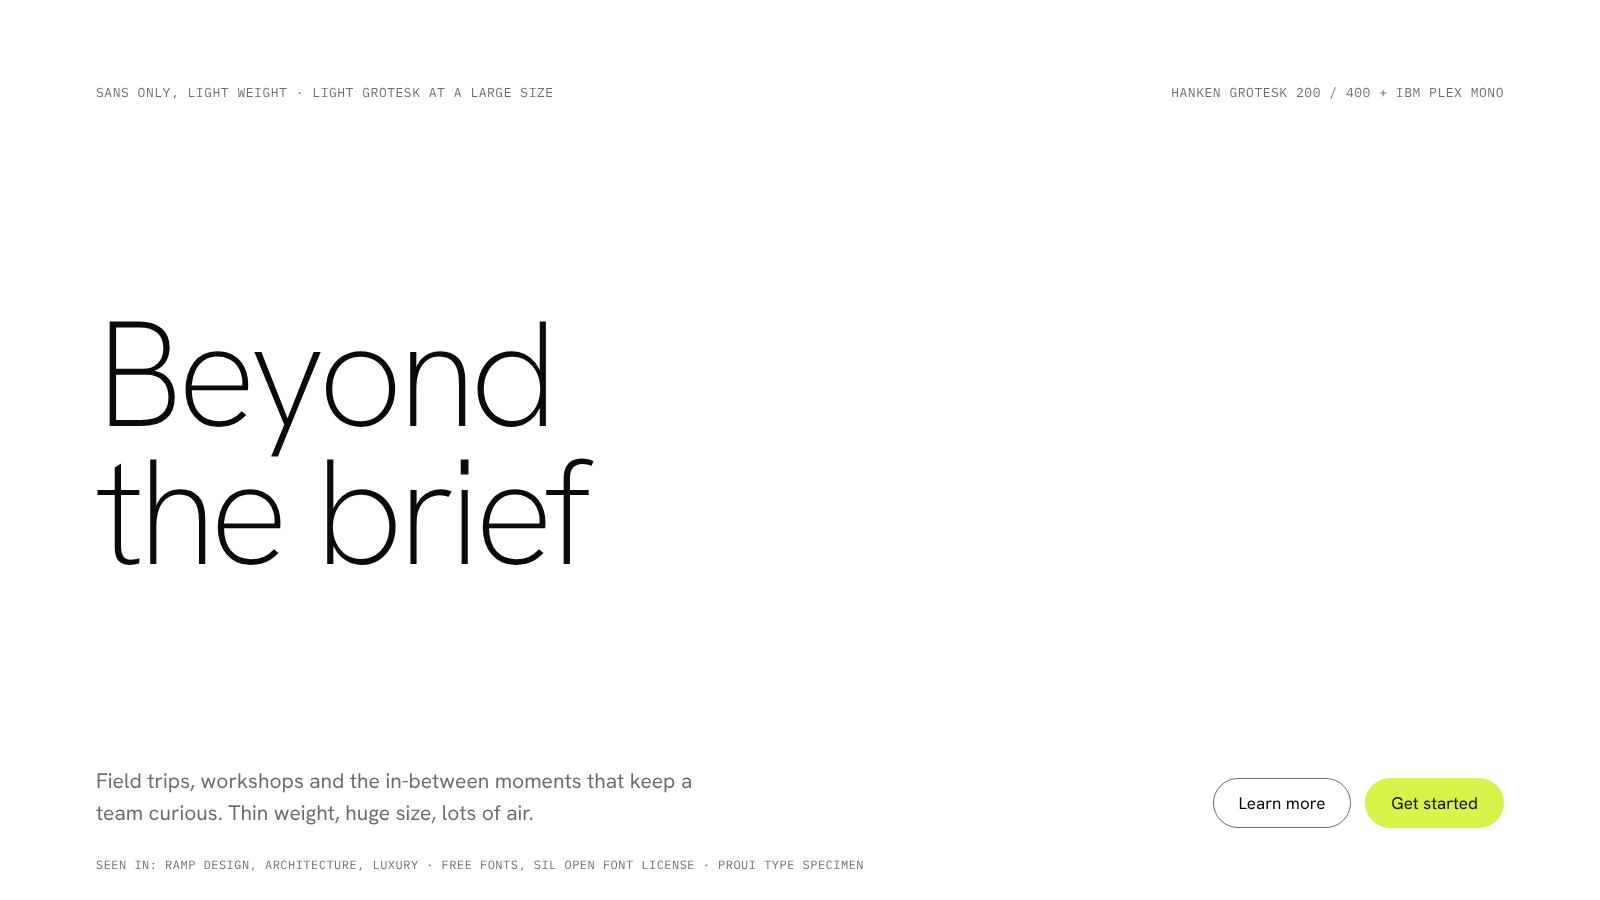 SANS ONLY, LIGHT WEIGHT · LIGHT GROTESK AT A LARGE SIZE
HANKEN GROTESK 200 / 400 + IBM PLEX MONO
Beyond
the brief
Field trips, workshops and the in-between moments that keep a
team curious. Thin weight, huge size, lots of air.
Learn more
Get started
SEEN IN: RAMP DESIGN, ARCHITECTURE, LUXURY · FREE FONTS, SIL OPEN FONT LICENSE · PROUI TYPE SPECIMEN